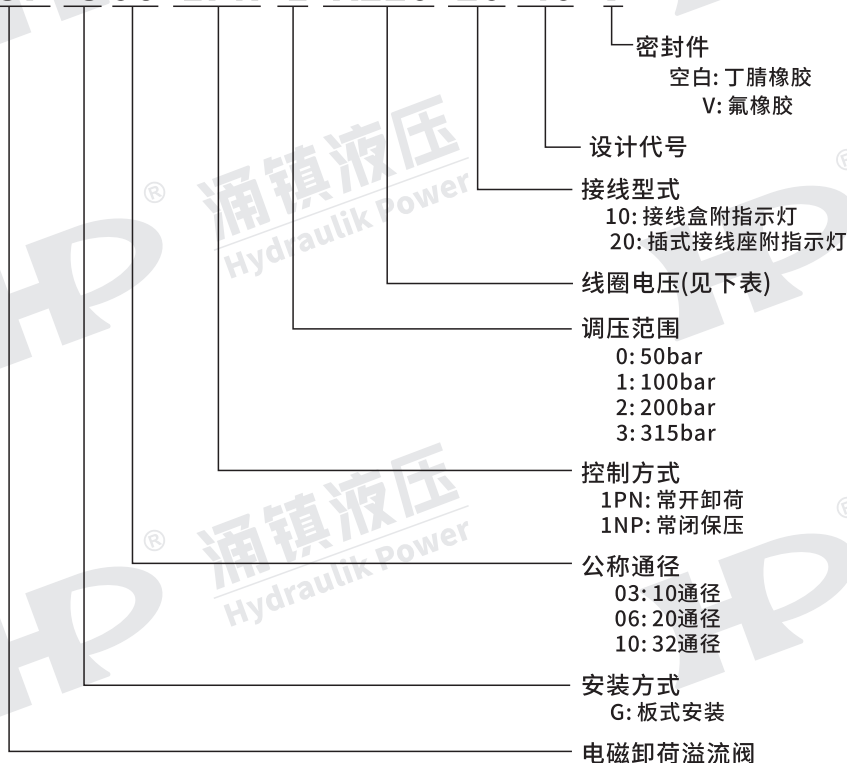 密封件
空白: 丁腈橡胶
V: 氟橡胶
设计代号
接线型式
10: 接线盒附指示灯
20: 插式接线座附指示灯
线圈电压(见下表)
调压范围
0: 50bar
1: 100bar
2: 200bar
3: 315bar
控制方式
1PN: 常开卸荷
1NP: 常闭保压
公称通径
03: 10通径
06: 20通径
10: 32通径
安装方式
G: 板式安装
电磁卸荷溢流阀
涌镇液压
Hydraulik Power
HP
®
涌镇液压
Hydraulik Power
HP
®